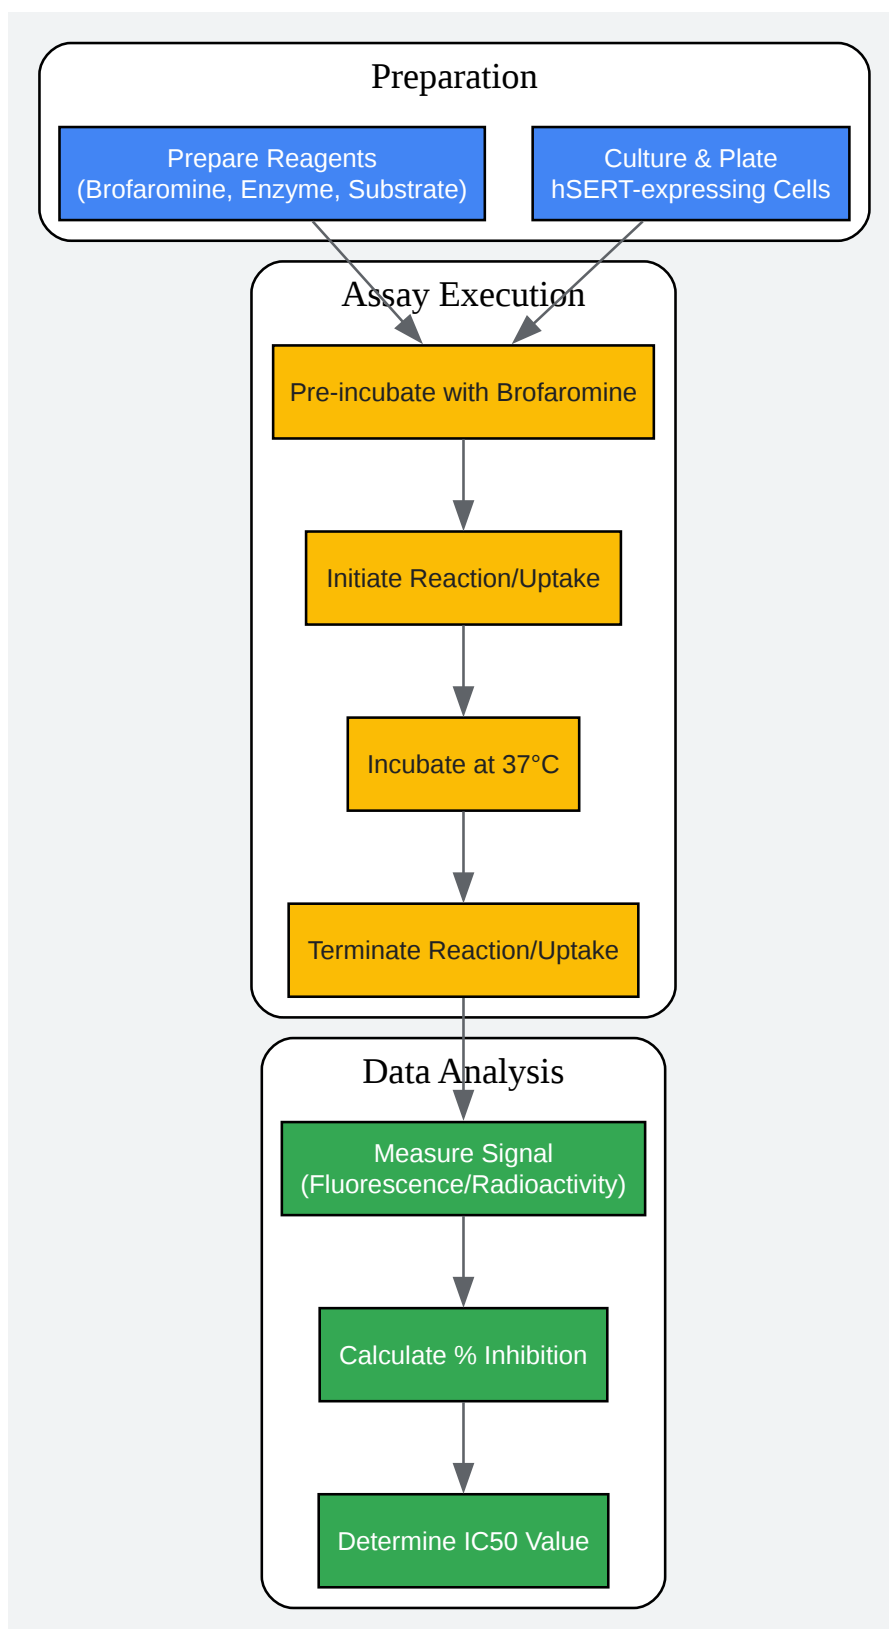 Preparation
Prepare Reagents
(Brofaromine, Enzyme, Substrate)
Culture & Plate
hSERT-expressing Cells
Assay Execution
Pre-incubate with Brofaromine
Initiate Reaction/Uptake
Incubate at 37°C
Terminate Reaction/Uptake
Data Analysis
Measure Signal
(Fluorescence/Radioactivity)
Calculate % Inhibition
Determine IC50 Value